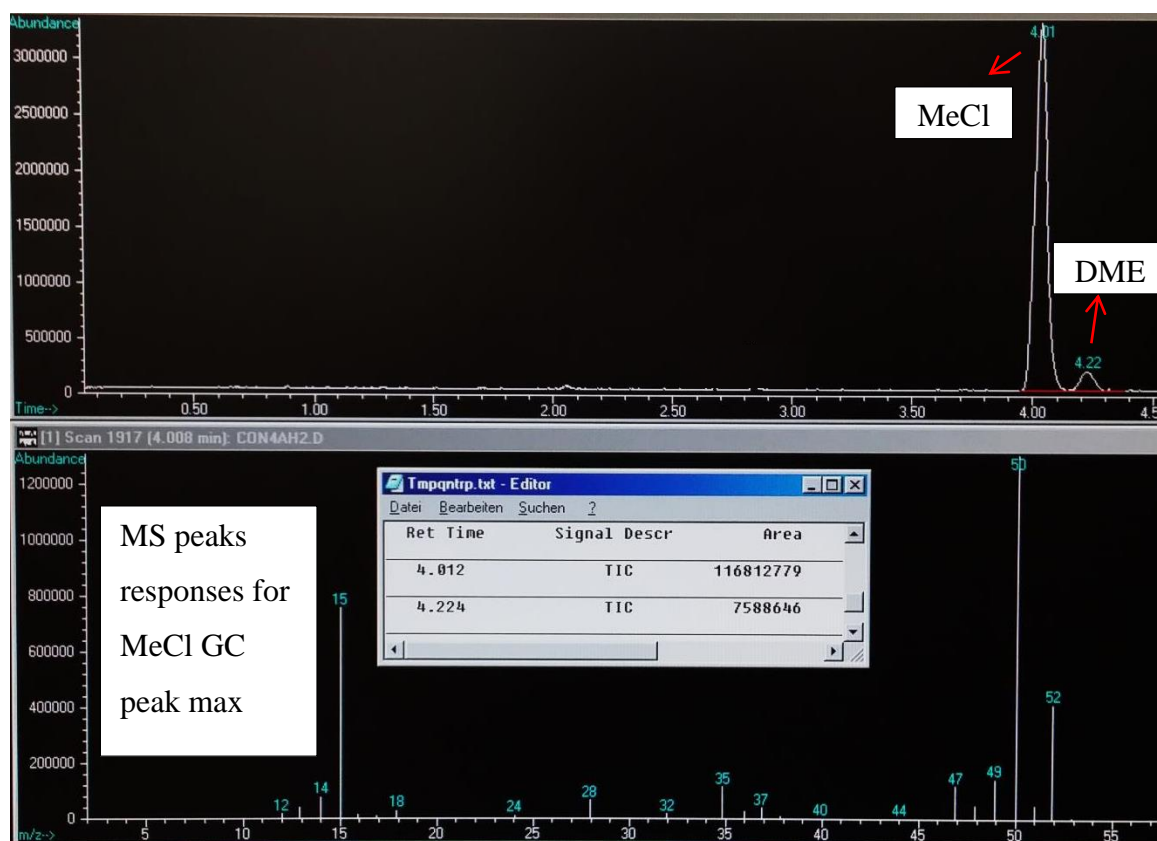 Abundance
3000000
2500000
2000000
1500000
1000000
500000
0
4.01
MeCl
DME
4.22
Time--> 0.50 1.00 1.50 2.00 2.50 3.00 3.50 4.00 4.5
[1] Scan 1917 (4.008 min): CON4AH2.D
Abundance
1200000
1000000
800000
600000
400000
200000
0
MS peaks
responses for
MeCl GC
peak max
Tmpqntrp.txt - Editor
Datei Bearbeiten Suchen ?
Ret Time Signal Descr Area
4.012 TIC 116812779
4.224 TIC 7588646
12 14 15 18 24 28 32 35 37 40 44 47 49 50 52
m/z--> 5 10 15 20 25 30 35 40 45 50 55